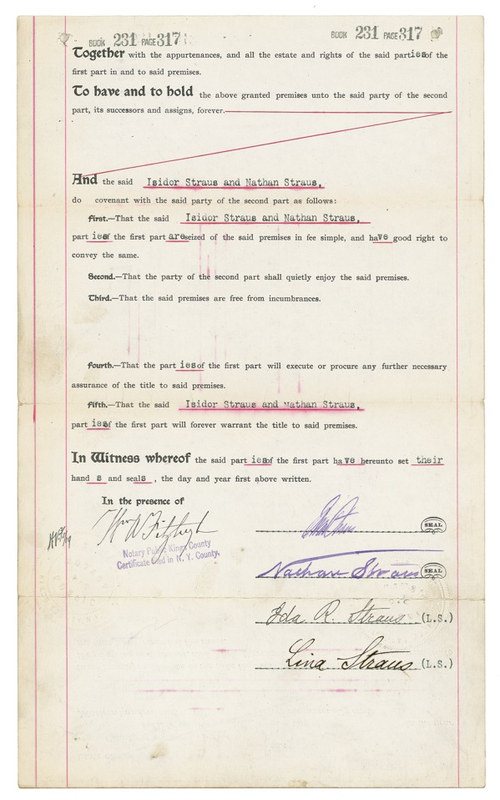 BOOK 231 PAGE 317 BOOK 231 PAGE 317
Together with the appurtenances, and all the estate and rights of the said parties of the
first part in and to said premises.
To have and to hold the above granted premises unto the said party of the second
part, its successors and assigns, forever.
And the said Isidor Straus and Nathan Straus,
do covenant with the said party of the second part as follows:
First.—That the said Isidor Straus and Nathan Straus,
parties of the first part are seized of the said premises in fee simple, and have good right to
convey the same.
Second.—That the party of the second part shall quietly enjoy the said premises.
Third.—That the said premises are free from incumbrances.
Fourth.—That the parties of the first part will execute or procure any further necessary
assurance of the title to said premises.
Fifth.—That the said Isidor Straus and Nathan Straus,
parties of the first part will forever warrant the title to said premises.
In Witness whereof the said parties of the first part have hereunto set their
hand s and seals , the day and year first above written.
In the presence of
Wm W Fitzhugh
SEAL
Notary Public Kings County
Certificate filed in N. Y. County.
Nathan Straus SEAL
Ida R. Straus (L.S.)
Lina Straus (L.S.)